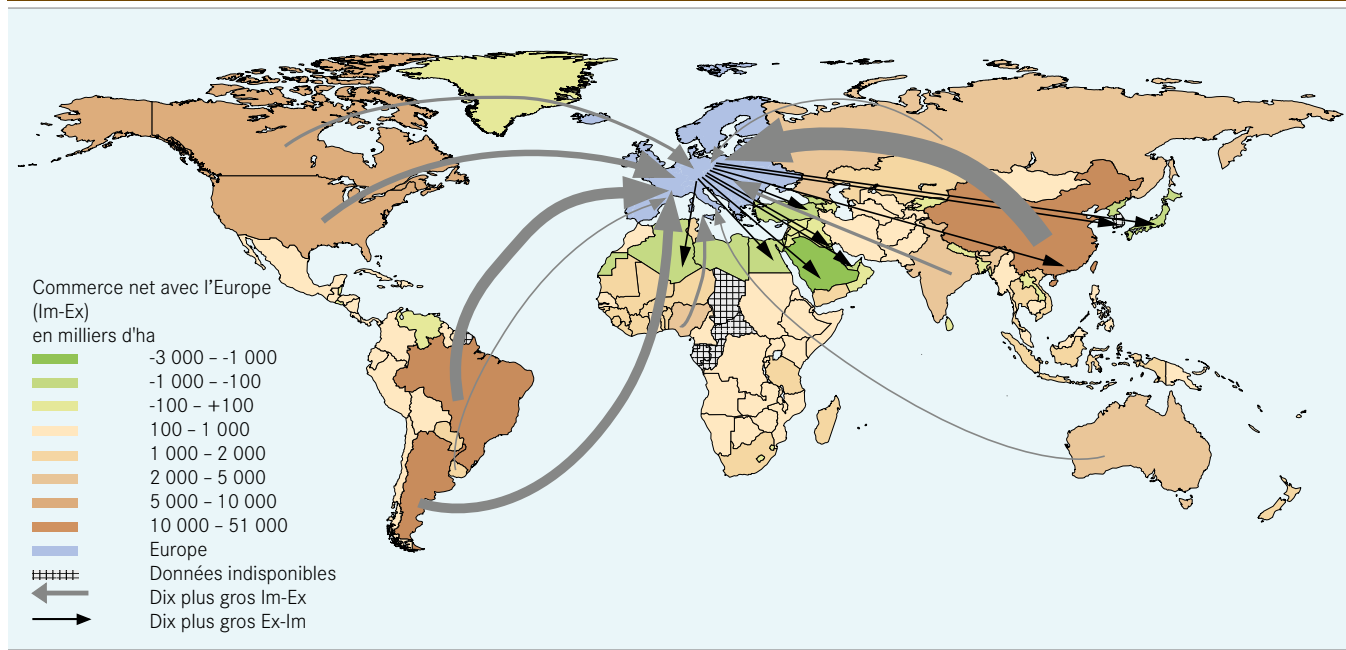 Commerce net avec l'Europe
(Im-Ex)
en milliers d'ha
-3 000 – -1 000
-1 000 – -100
-100 – +100
100 – 1 000
1 000 – 2 000
2 000 – 5 000
5 000 – 10 000
10 000 – 51 000
Europe
Données indisponibles
Dix plus gros Im-Ex
Dix plus gros Ex-Im